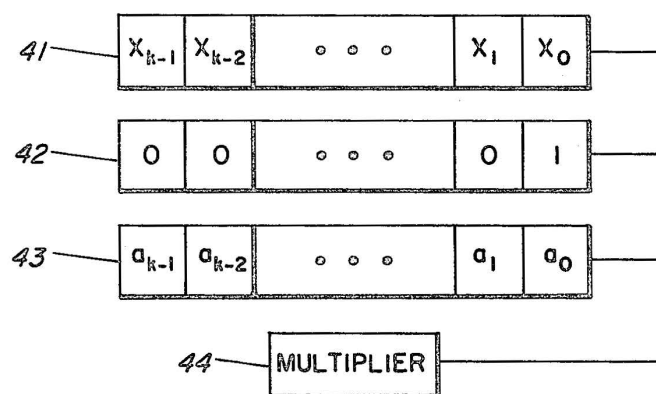 41 X_{k-1} X_{k-2} ∘ ∘ ∘ X_1 X_0
42 0 0 ∘ ∘ ∘ 0 1
43 a_{k-1} a_{k-2} ∘ ∘ ∘ a_1 a_0
44 MULTIPLIER